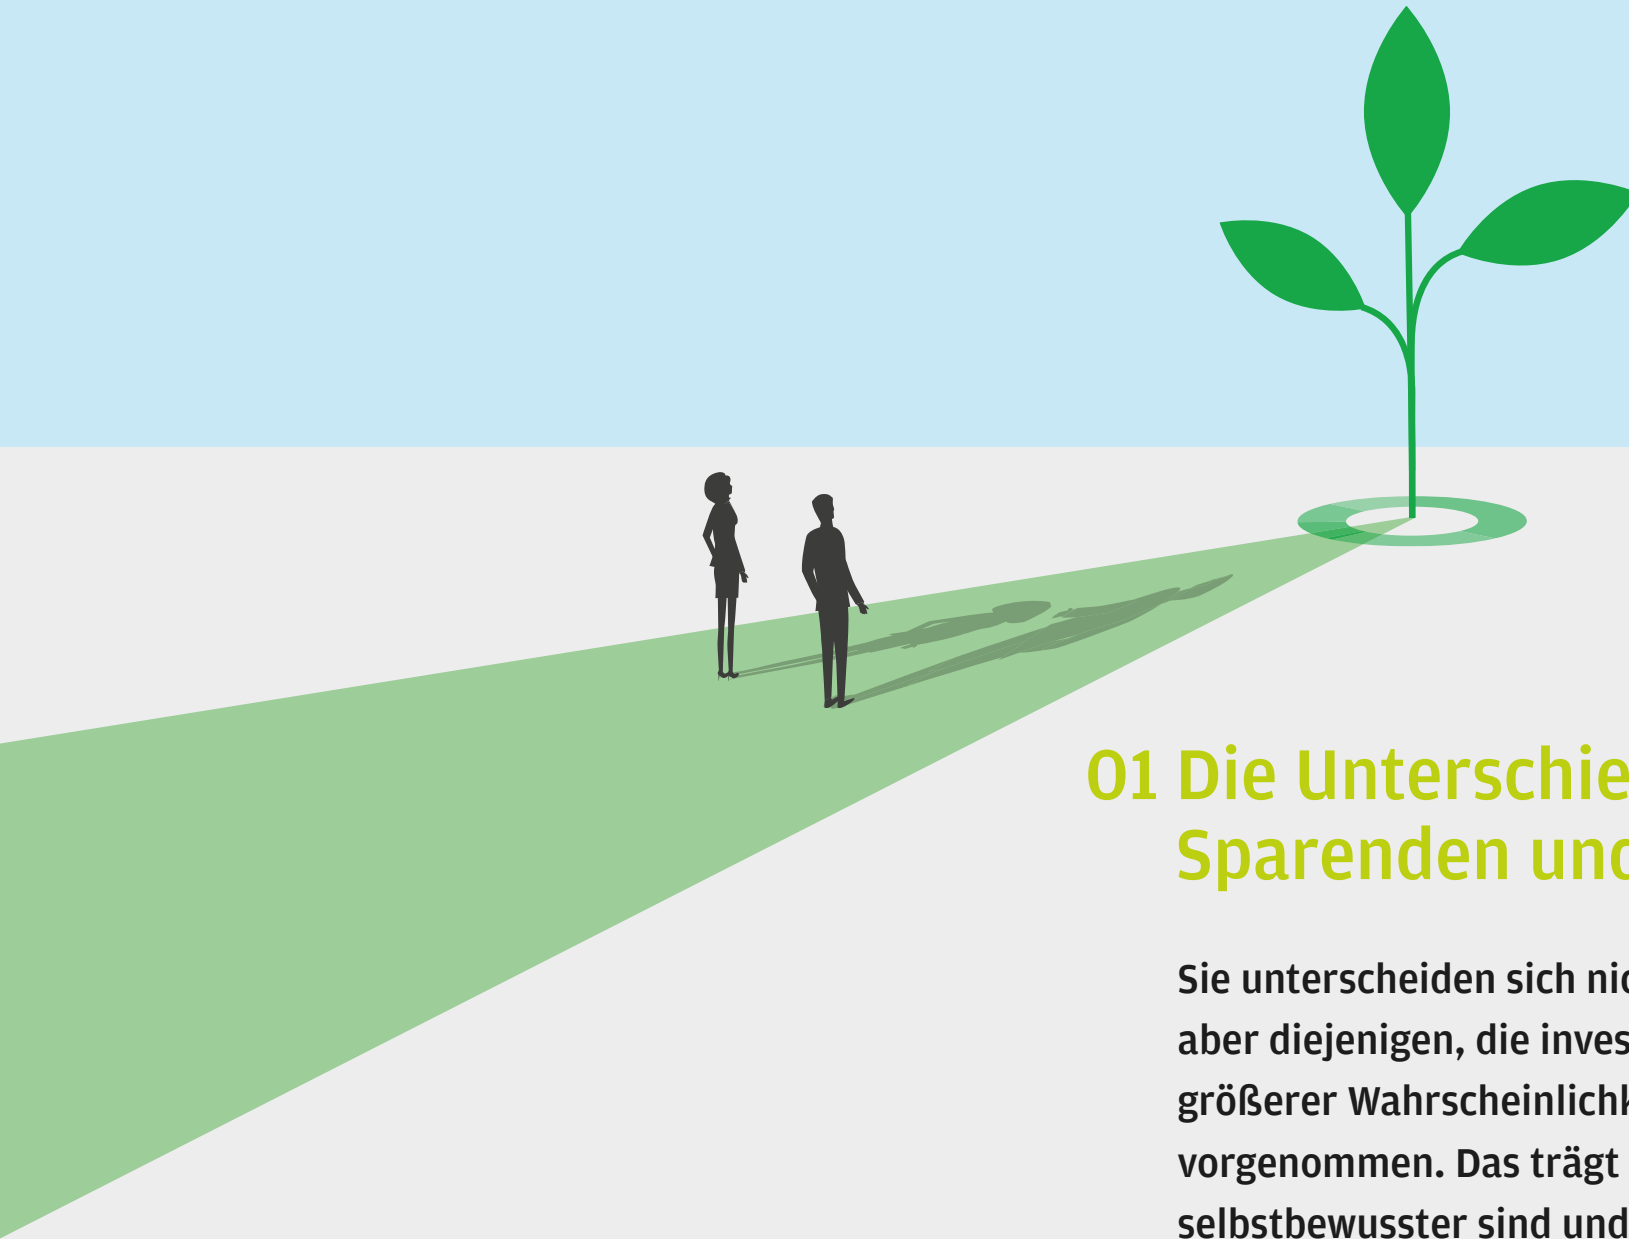 01 Die Unterschie
Sparenden und
Sie unterscheiden sich nic
aber diejenigen, die inves
größerer Wahrscheinlichk
vorgenommen. Das trägt
selbstbewusster sind und